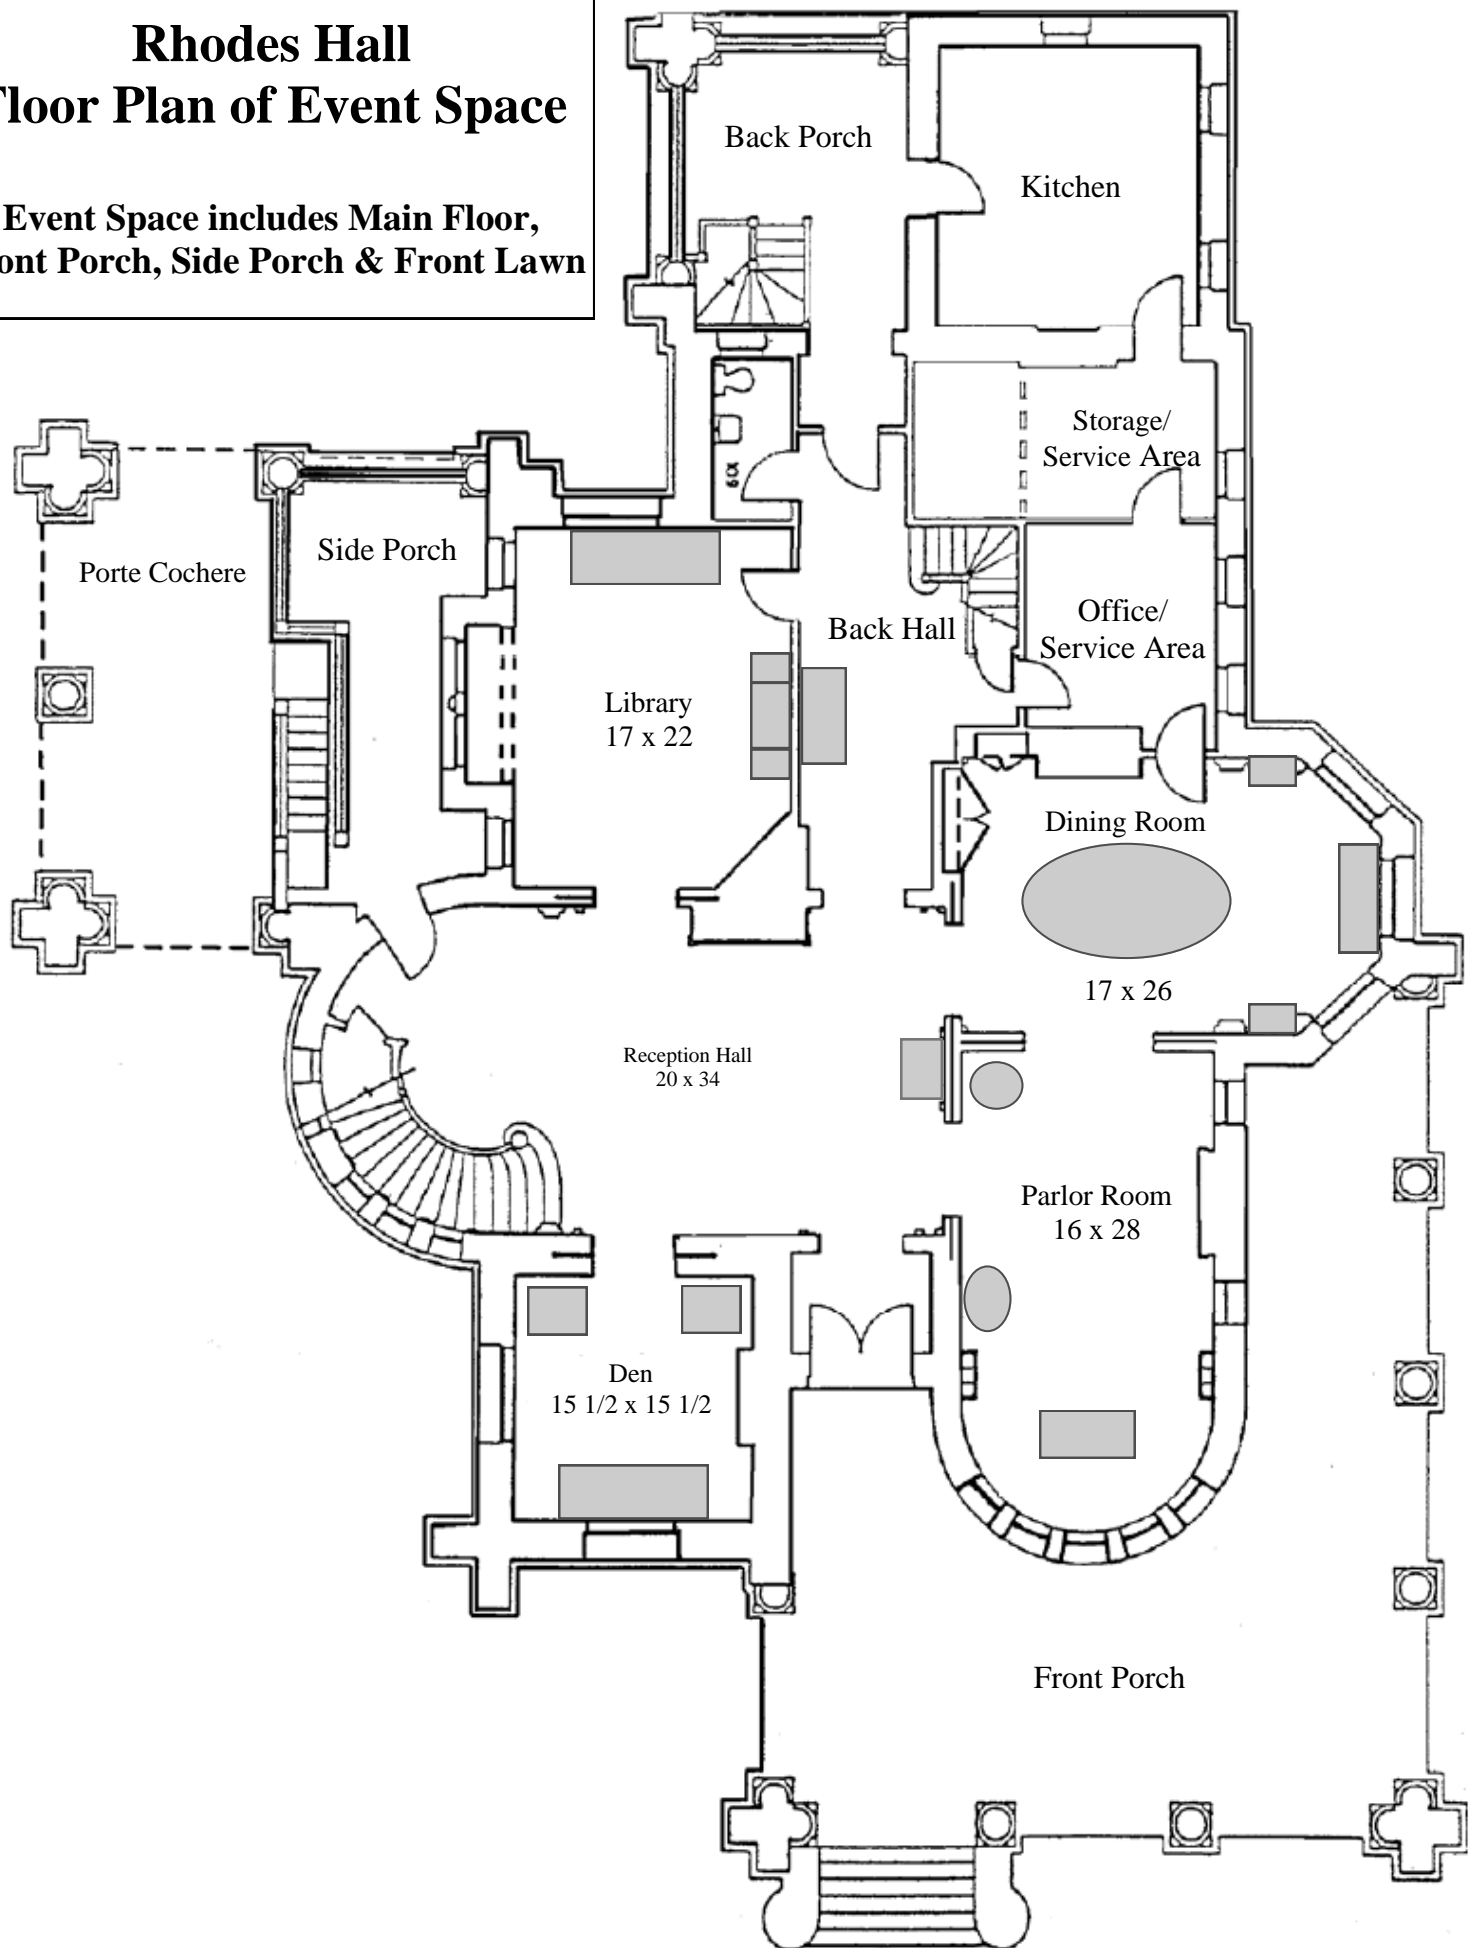 Rhodes Hall
Floor Plan of Event Space
Event Space includes Main Floor,
ont Porch, Side Porch & Front Lawn
Back Porch
Kitchen
Storage/
Service Area
Porte Cochere
Side Porch
Back Hall
Office/
Service Area
Library
17 x 22
Dining Room
17 x 26
Reception Hall
20 x 34
Parlor Room
16 x 28
Den
15 1/2 x 15 1/2
Front Porch